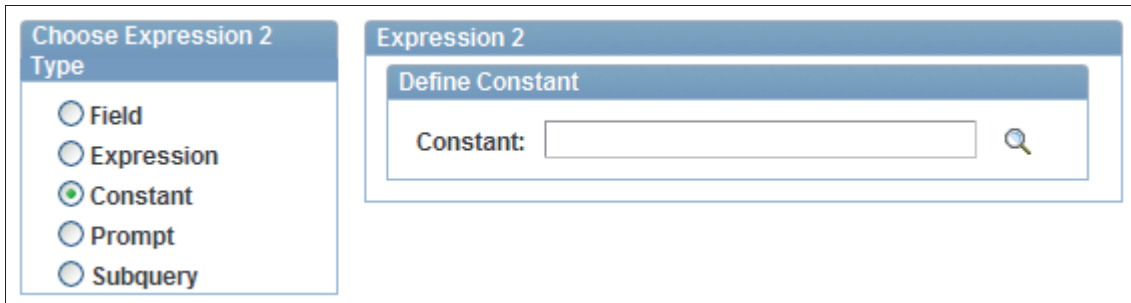 Choose Expression 2
Type
Field
Expression
Constant
Prompt
Subquery
Expression 2
Define Constant
Constant: